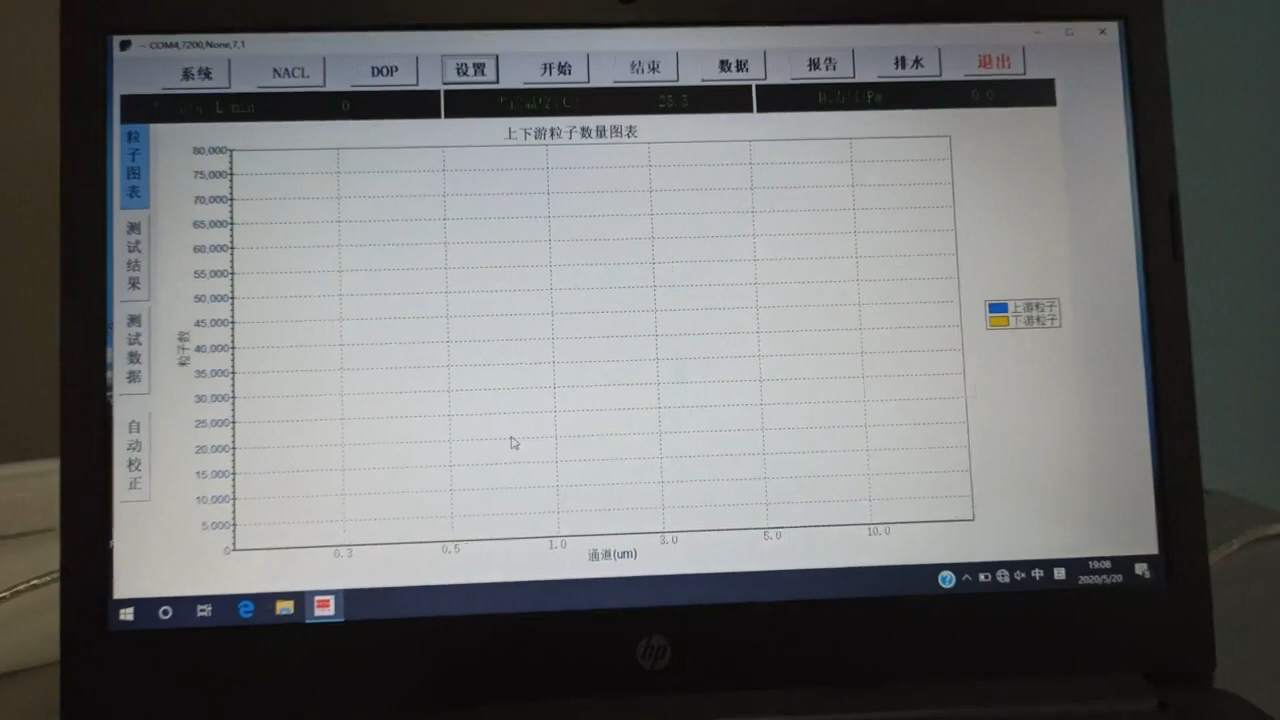 -- COM4,7200,None,7,1
系统 NACL DOP 设置 开始 结束 数据 报告 排水 退出
0
粒子图表
测试结果
测试数据
自动校正
上下游粒子数量图表
80,000
75,000
70,000
65,000
60,000
55,000
50,000
45,000
40,000
35,000
30,000
25,000
20,000
15,000
10,000
5,000
0
粒子数
0.3 0.5 1.0 3.0 5.0 10.0
通道(um)
上游粒子
下游粒子
中
19:08
2020/5/20
hp